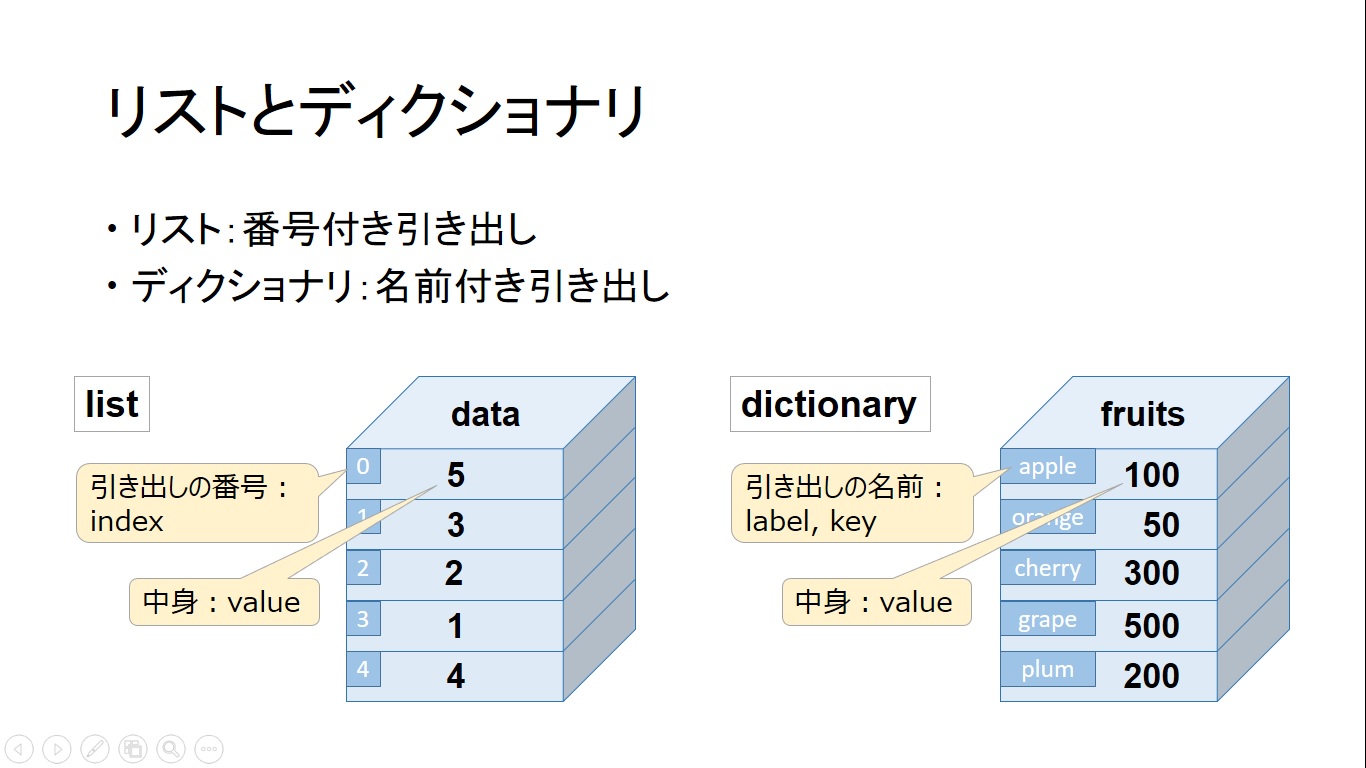 リストとディクショナリ
・リスト：番号付き引き出し
・ディクショナリ：名前付き引き出し
list
data
引き出しの番号：
index
0
5
1
3
中身：value
2
2
3
1
4
4
dictionary
fruits
引き出しの名前：
label, key
apple
100
orange
50
中身：value
cherry
300
grape
500
plum
200